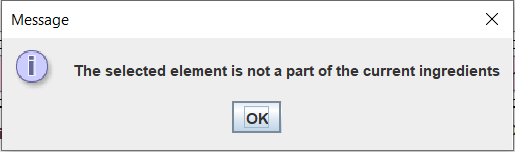 Message
The selected element is not a part of the current ingredients
OK